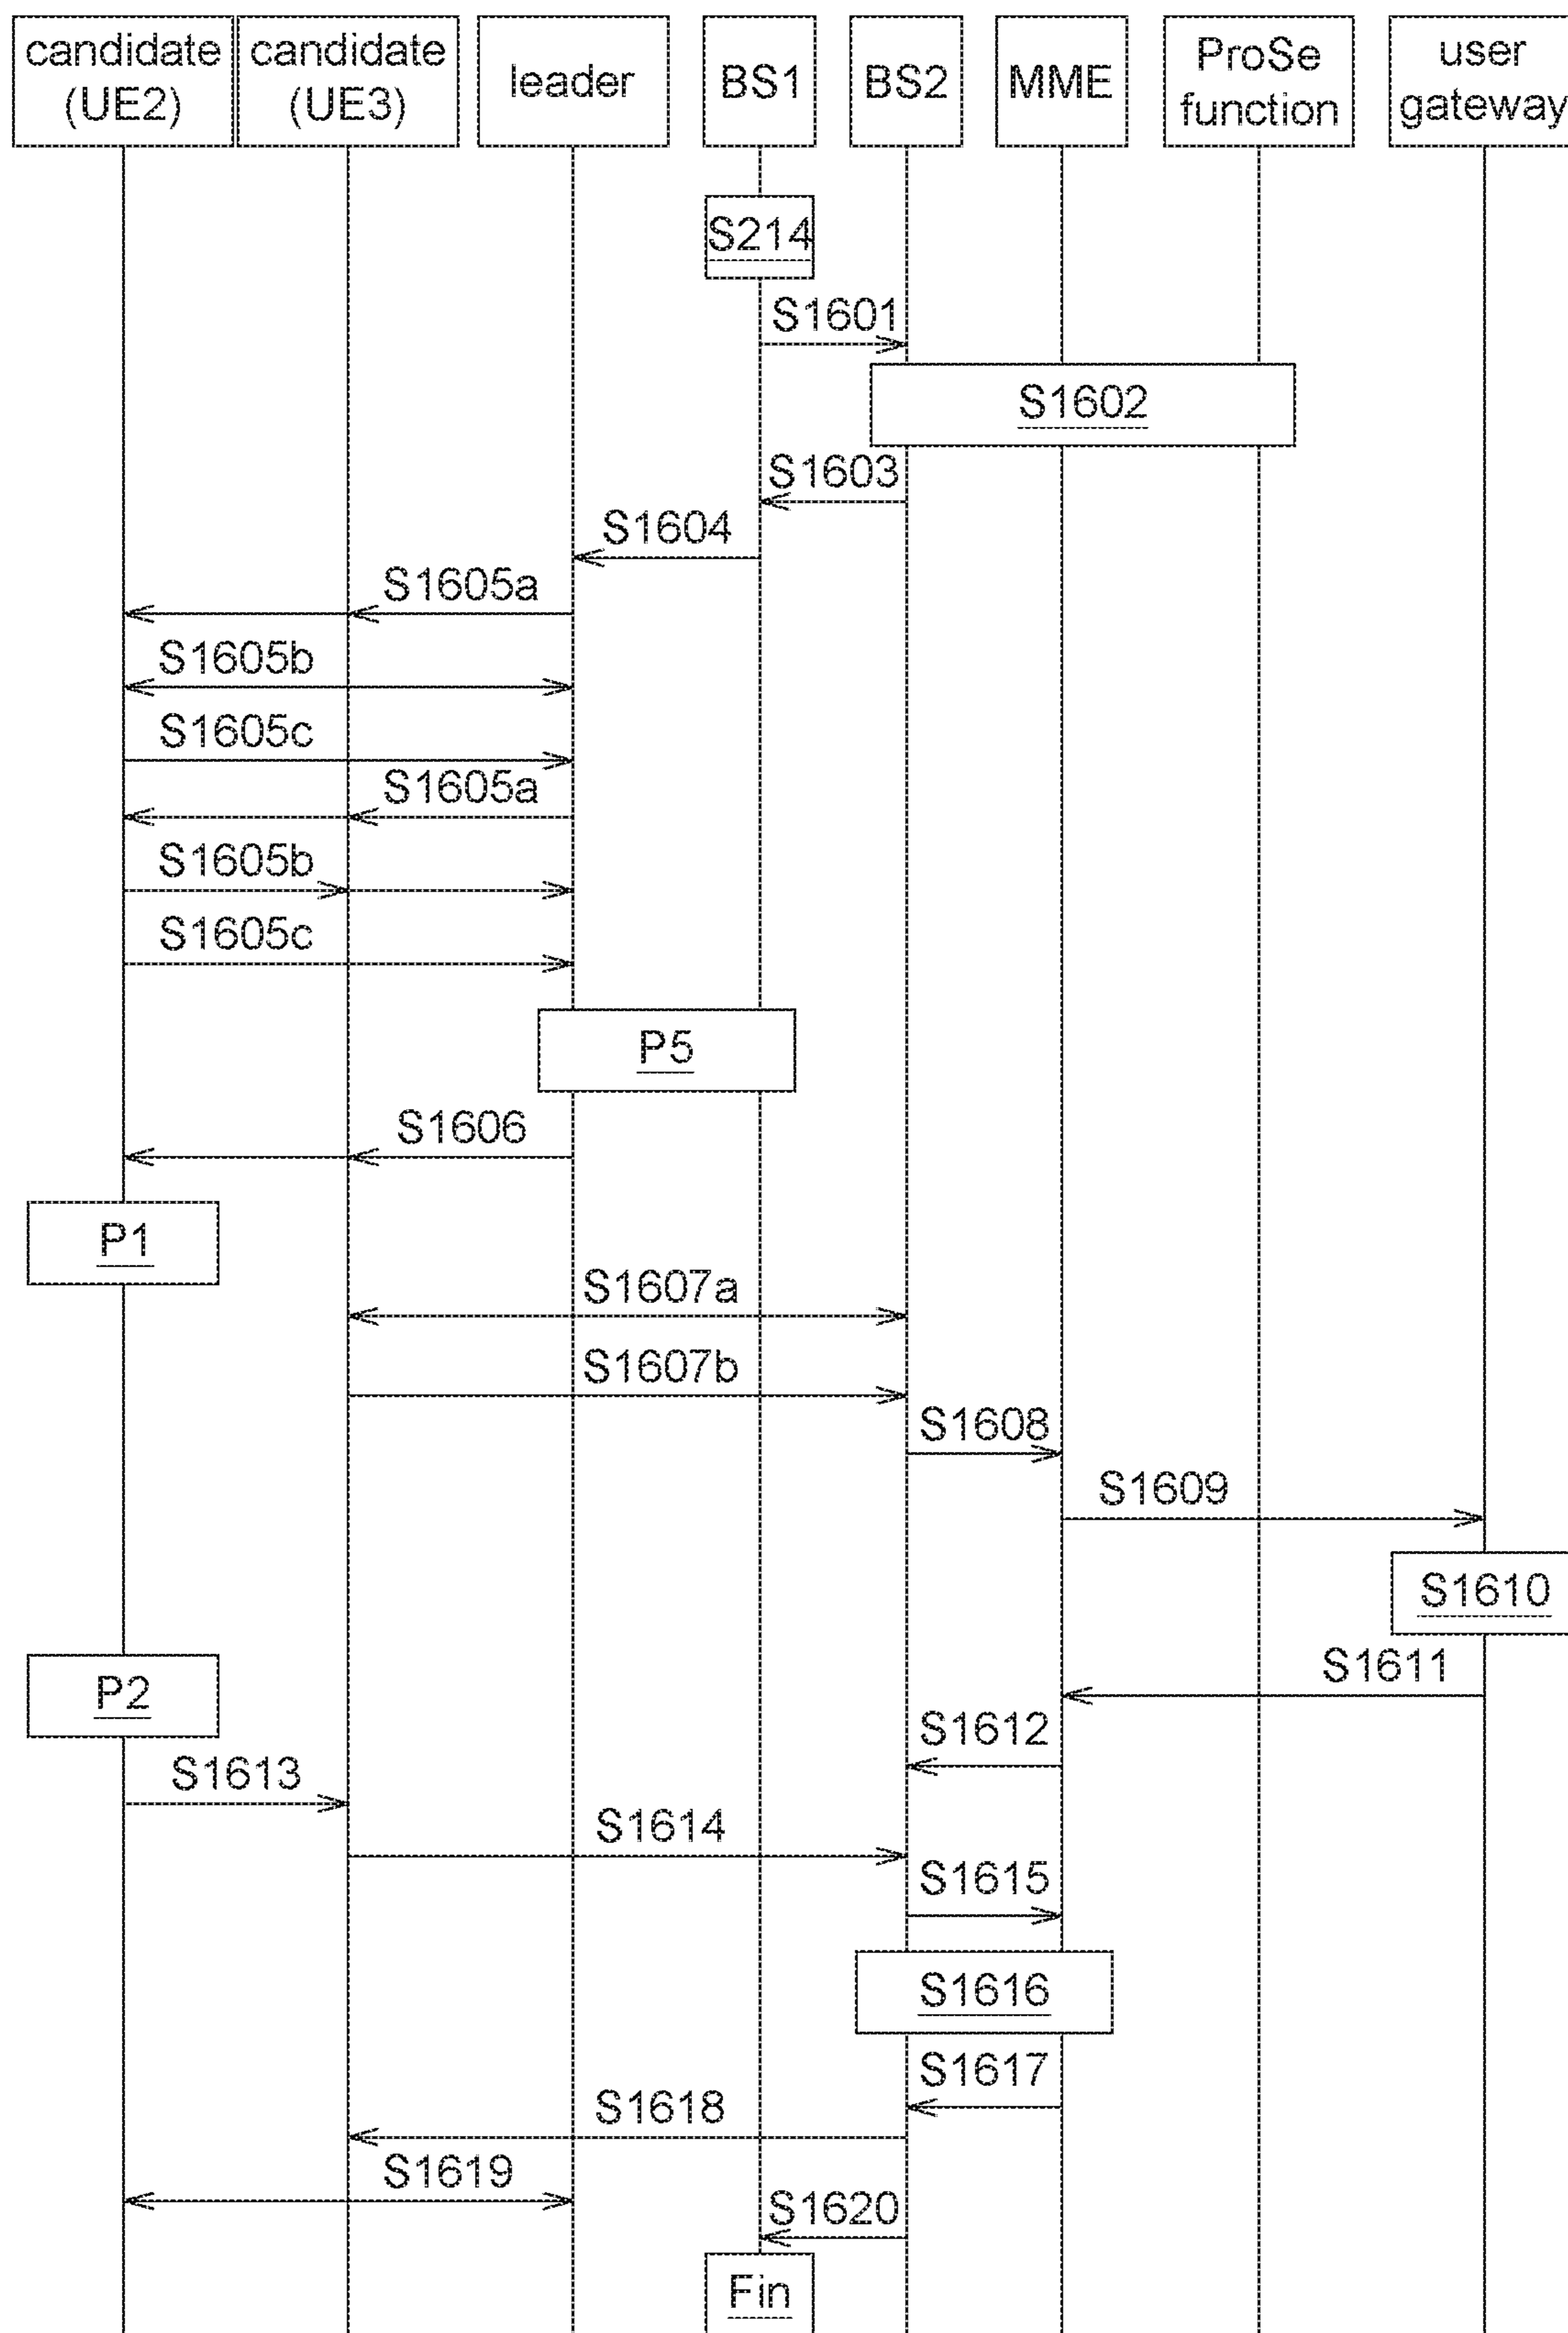 candidate
(UE2)
candidate
(UE3)
leader
BS1
BS2
MME
ProSe
function
user
gateway
S214
S1601
S1602
S1603
S1604
S1605a
S1605b
S1605c
S1605a
S1605b
S1605c
P5
S1606
P1
S1607a
S1607b
S1608
S1609
S1610
P2
S1611
S1612
S1613
S1614
S1615
S1616
S1617
S1618
S1619
S1620
Fin